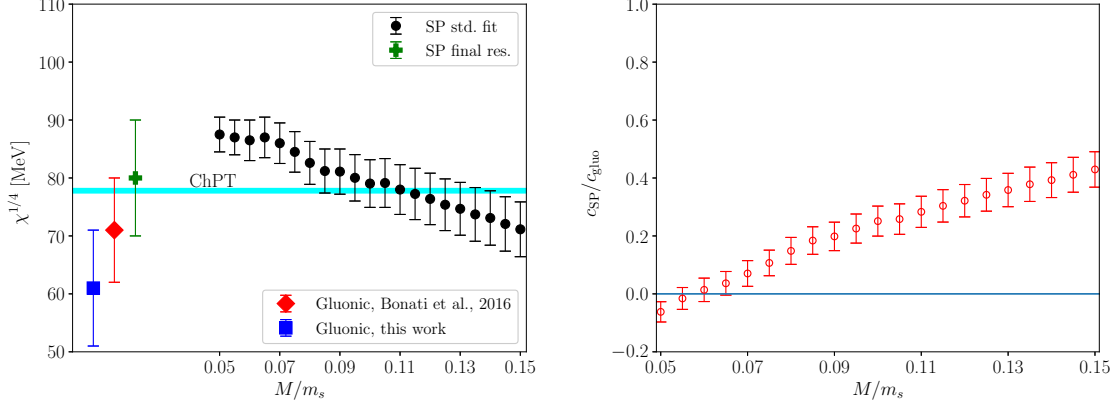 110
100
90
80
70
60
50
χ^{1/4} [MeV]
SP std. fit
SP final res.
ChPT
Gluonic, Bonati et al., 2016
Gluonic, this work
0.05 0.07 0.09 0.11 0.13 0.15
M/m_s
1.0
0.8
0.6
0.4
0.2
0.0
−0.2
c_SP/c_gluo
0.05 0.07 0.09 0.11 0.13 0.15
M/m_s